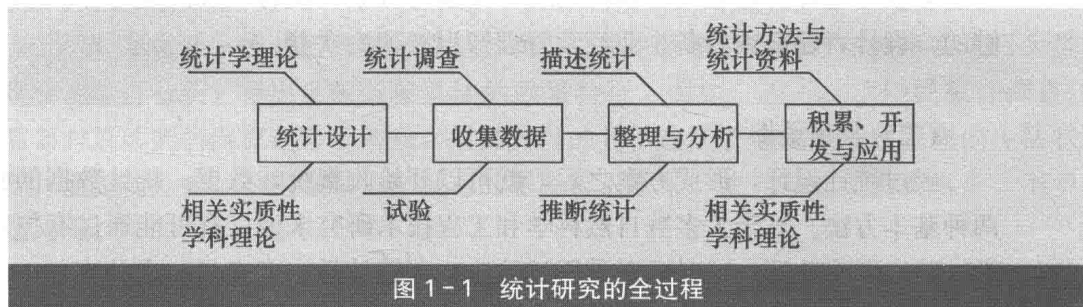 统计学理论
统计调查
描述统计
统计方法与
统计资料
统计设计
收集数据
整理与分析
积累、开
发与应用
相关实质性
学科理论
试验
推断统计
相关实质性
学科理论
图1-1 统计研究的全过程